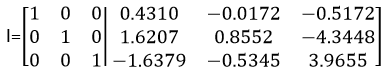 1 0 0 0.4310 −0.0172 −0.5172
I= 0 1 0 1.6207 0.8552 −4.3448
0 0 1 −1.6379 −0.5345 3.9655